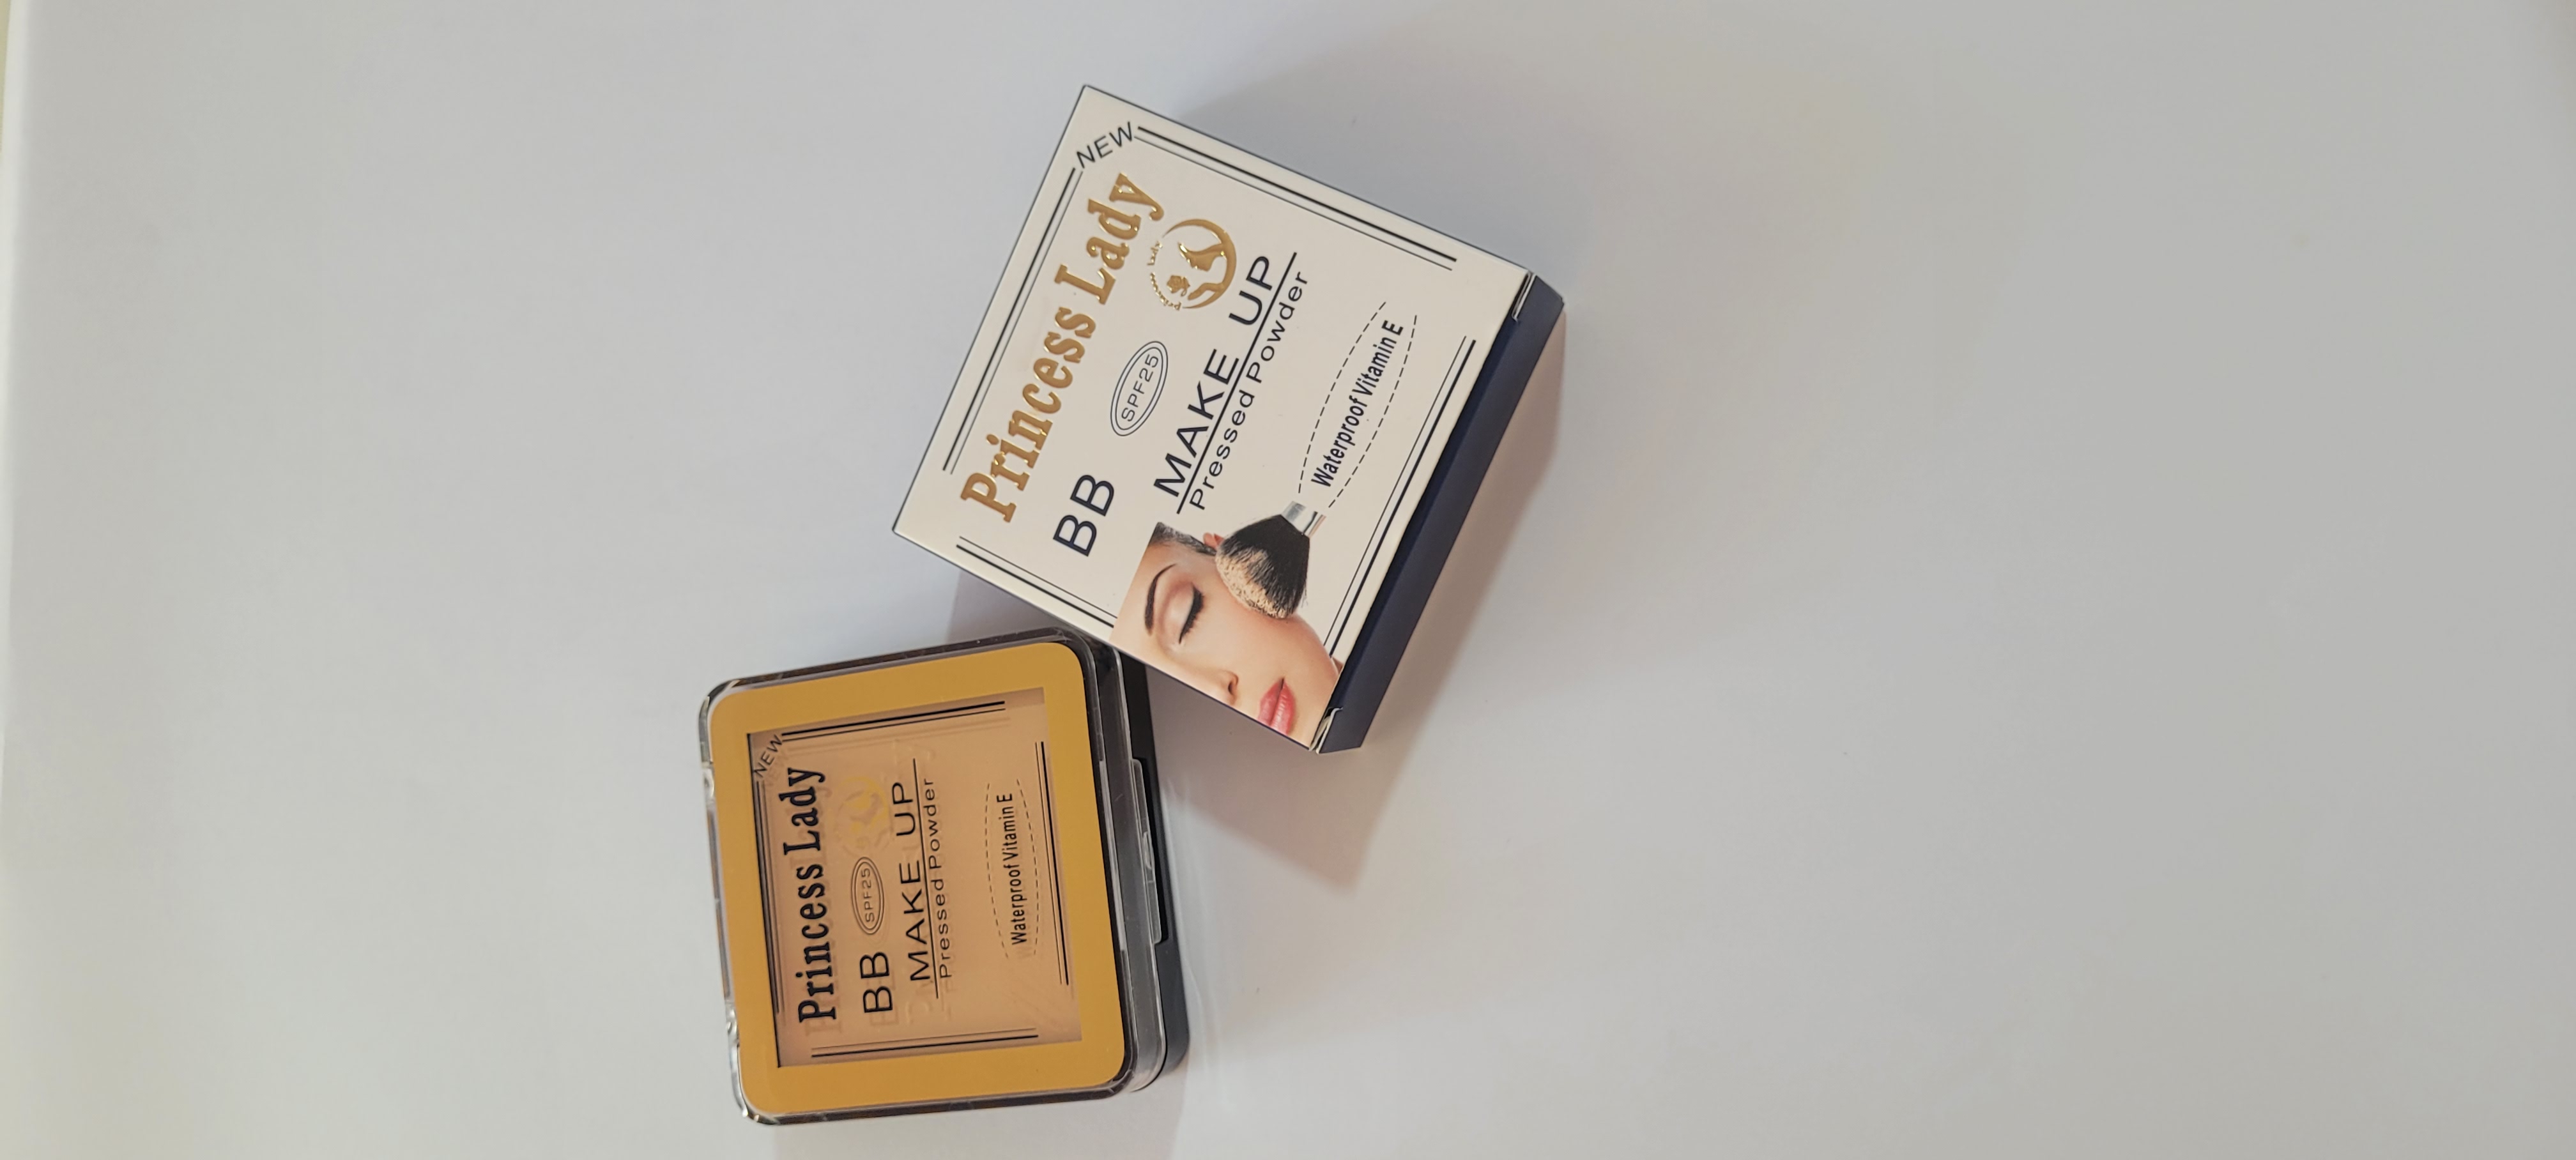 NEW
Princess Lady
BB
SPF25
MAKE UP
Pressed Powder
Waterproof Vitamin E
NEW
Princess Lady
BB
SPF25
MAKE UP
Pressed Powder
Waterproof Vitamin E